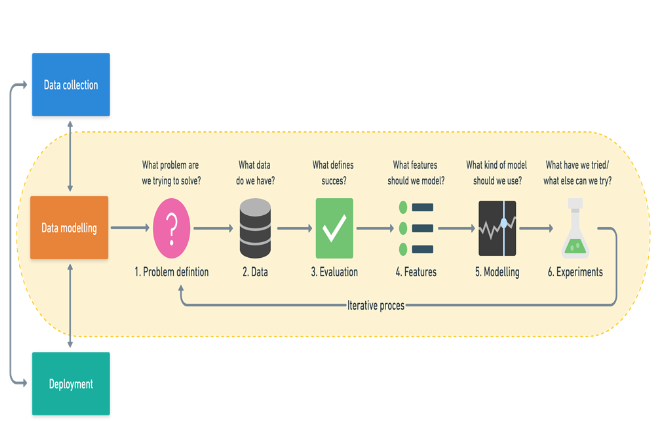 Data collection
What problem are
we trying to solve?
What data
do we have?
What defines
succes?
What features
should we model?
What kind of model
should we use?
What have we tried/
what else can we try?
Data modelling
1. Problem defintion
2. Data
3. Evaluation
4. Features
5. Modelling
6. Experiments
Iterative proces
Deployment